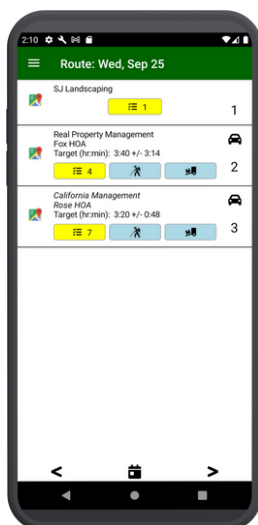 2:10
Route: Wed, Sep 25
SJ Landscaping
1
1
Real Property Management
Fox HOA
Target (hr:min): 3:40 +/- 3:14
4
2
California Management
Rose HOA
Target (hr:min): 3:20 +/- 0:48
7
3
< >